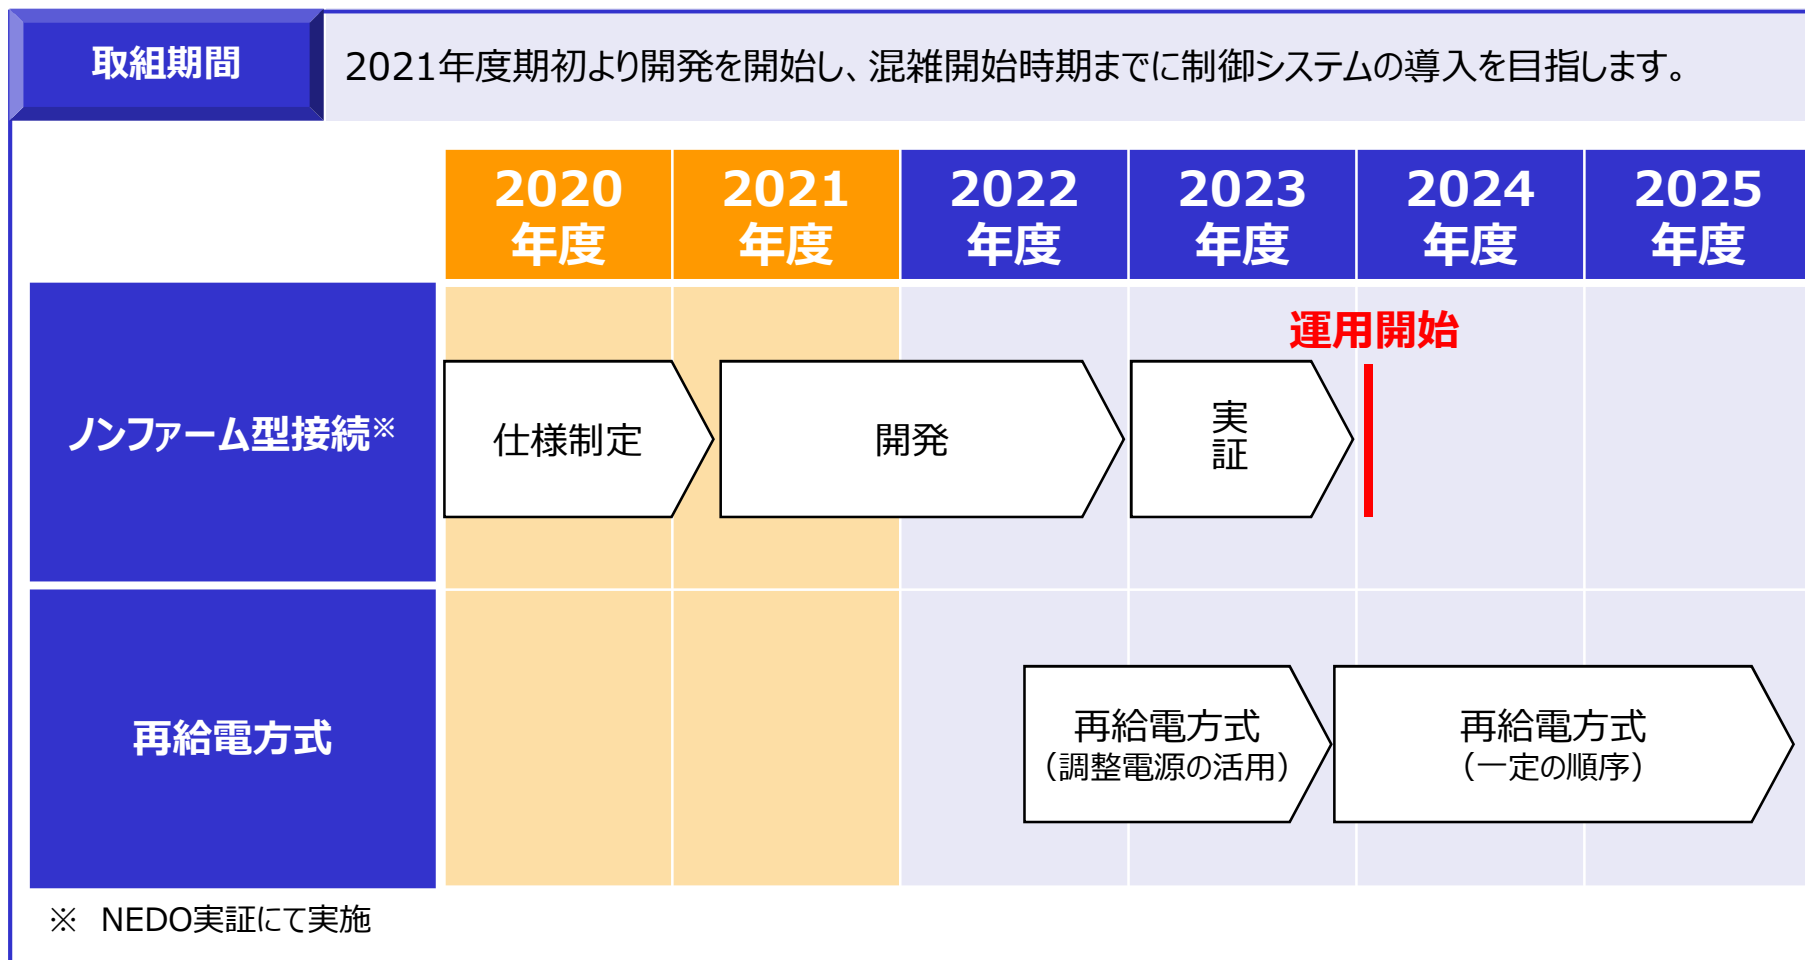 取組期間
2021年度期初より開発を開始し、混雑開始時期までに制御システムの導入を目指します。
2020
年度
2021
年度
2022
年度
2023
年度
2024
年度
2025
年度
ノンファーム型接続※
仕様制定
開発
実
証
運用開始
再給電方式
再給電方式
（調整電源の活用）
再給電方式
（一定の順序）
※ NEDO実証にて実施